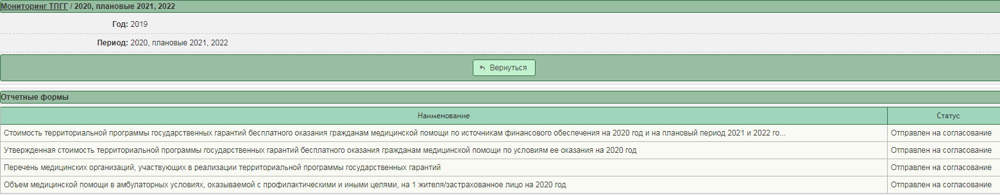 Мониторинг ТПГГ / 2020, плановые 2021, 2022
Год: 2019
Период: 2020, плановые 2021, 2022
Вернуться
Отчетные формы
Наименование Статус
Стоимость территориальной программы государственных гарантий бесплатного оказания гражданам медицинской помощи по источникам финансового обеспечения на 2020 год и на плановый период 2021 и 2022 го... Отправлен на согласование
Утвержденная стоимость территориальной программы государственных гарантий бесплатного оказания гражданам медицинской помощи по условиям ее оказания на 2020 год Отправлен на согласование
Перечень медицинских организаций, участвующих в реализации территориальной программы государственных гарантий Отправлен на согласование
Объем медицинской помощи в амбулаторных условиях, оказываемой с профилактическими и иными целями, на 1 жителя/застрахованное лицо на 2020 год Отправлен на согласование